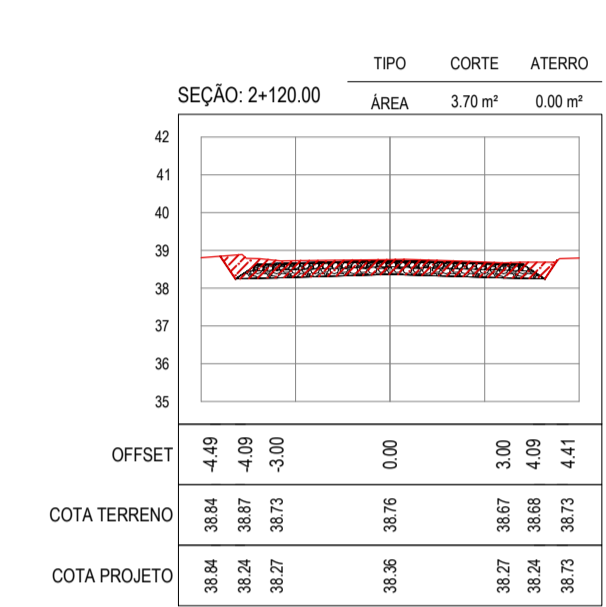 TIPO CORTE ATERRO
SEÇÃO: 2+120.00
ÁREA 3.70 m² 0.00 m²
42
41
40
39
38
37
36
35
OFFSET -4.49 -4.09 -3.00 0.00 3.00 4.09 4.41
COTA TERRENO 38.84 38.87 38.73 38.76 38.67 38.68 38.73
COTA PROJETO 38.84 38.24 38.27 38.36 38.27 38.24 38.73